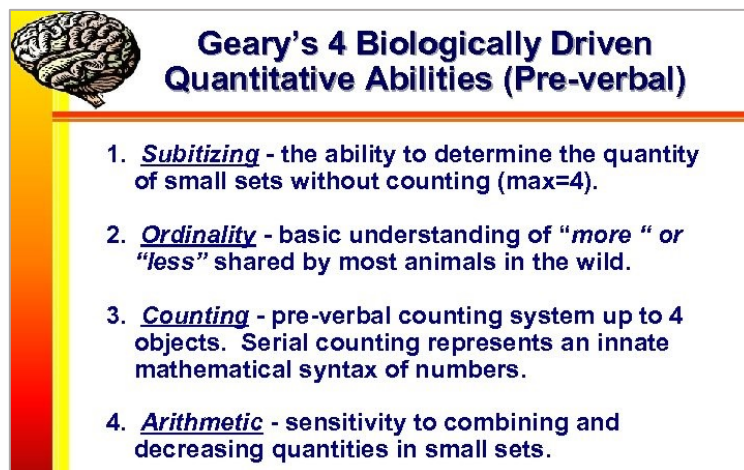 Geary's 4 Biologically Driven
Quantitative Abilities (Pre-verbal)
1. Subitizing - the ability to determine the quantity
of small sets without counting (max=4).
2. Ordinality - basic understanding of “more “ or
“less” shared by most animals in the wild.
3. Counting - pre-verbal counting system up to 4
objects. Serial counting represents an innate
mathematical syntax of numbers.
4. Arithmetic - sensitivity to combining and
decreasing quantities in small sets.